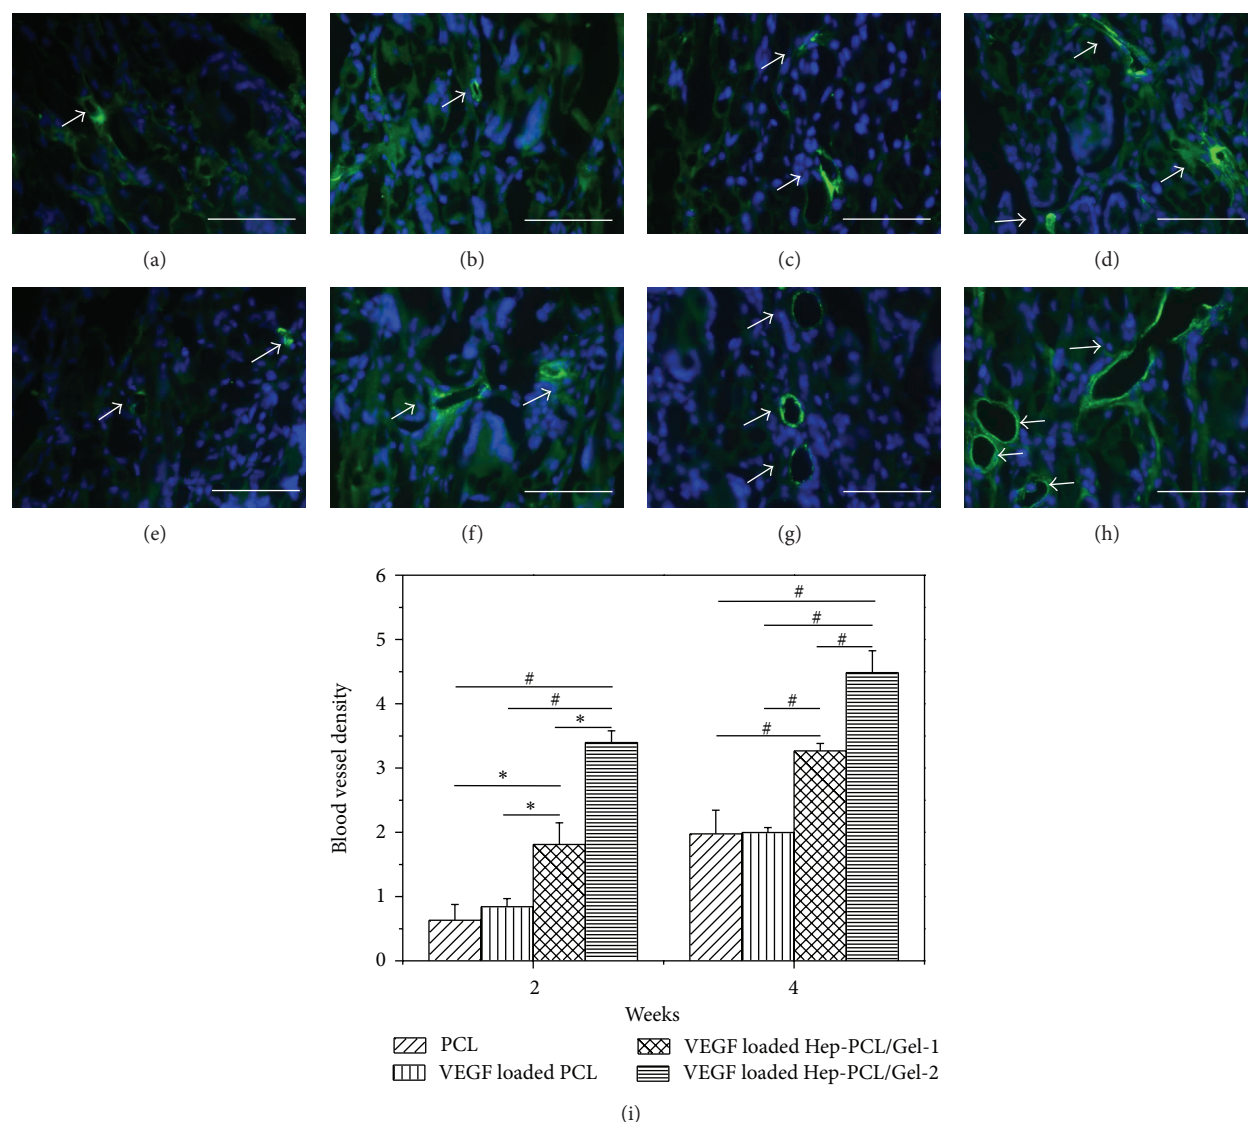 (a)
(b)
(c)
(d)
(e)
(f)
(g)
(h)
6
5
4
3
2
1
0
Blood vessel density
#
#
*
*
*
#
#
#
#
#
2
4
Weeks
PCL
VEGF loaded PCL
VEGF loaded Hep-PCL/Gel-1
VEGF loaded Hep-PCL/Gel-2
(i)